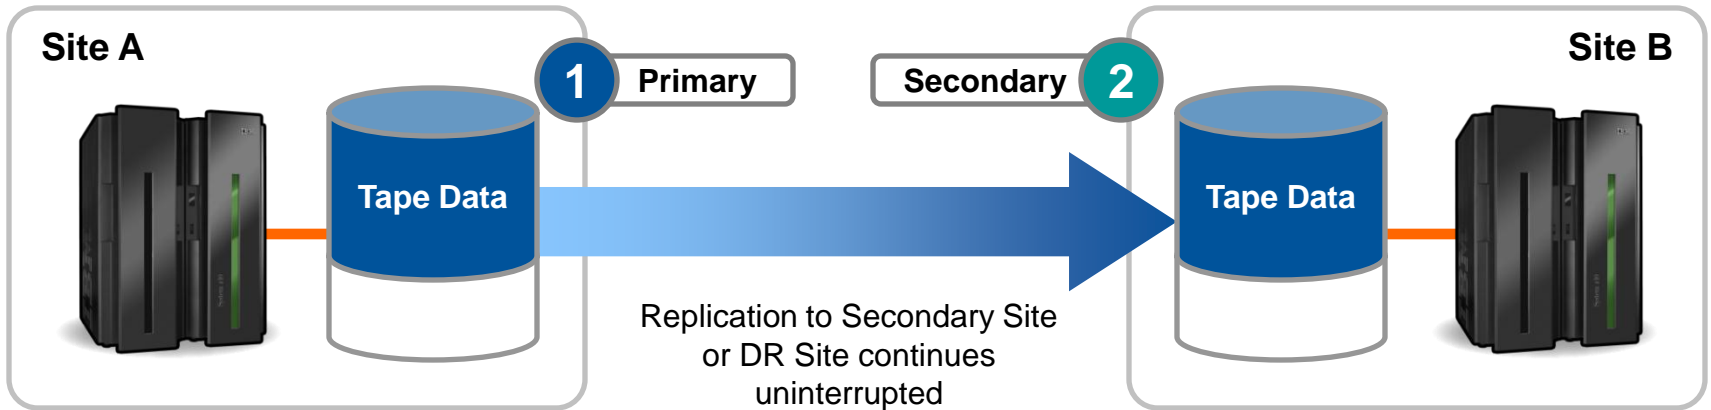 Site A
1 Primary
Secondary 2
Site B
Tape Data
Tape Data
Replication to Secondary Site
or DR Site continues
uninterrupted